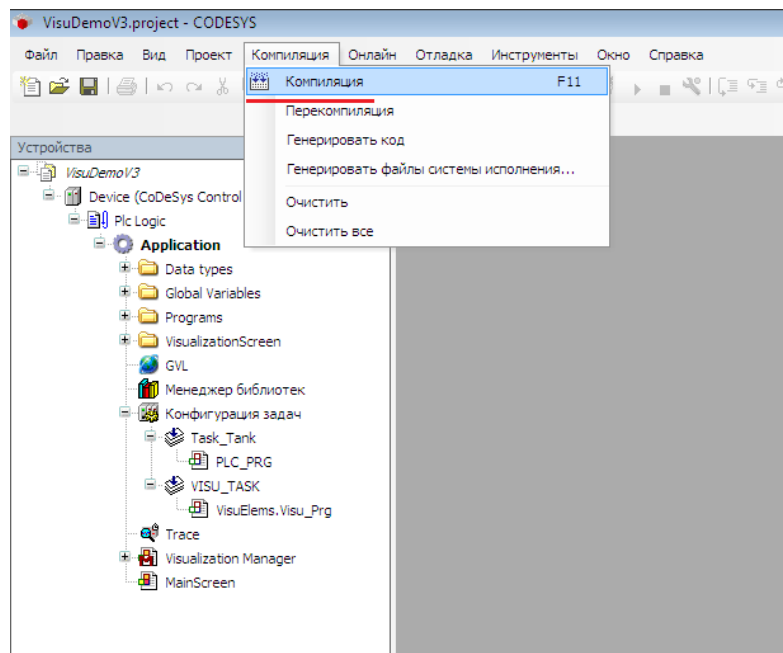 VisuDemoV3.project - CODESYS
Файл Правка Вид Проект Компиляция Онлайн Отладка Инструменты Окно Справка
Компиляция F11
Перекомпиляция
Генерировать код
Генерировать файлы системы исполнения...
Очистить
Очистить все
Устройства
VisuDemoV3
Device (CoDeSys Control
Plc Logic
Application
Data types
Global Variables
Programs
VisualizationScreen
GVL
Менеджер библиотек
Конфигурация задач
Task_Tank
PLC_PRG
VISU_TASK
VisuElems.Visu_Prg
Trace
Visualization Manager
MainScreen